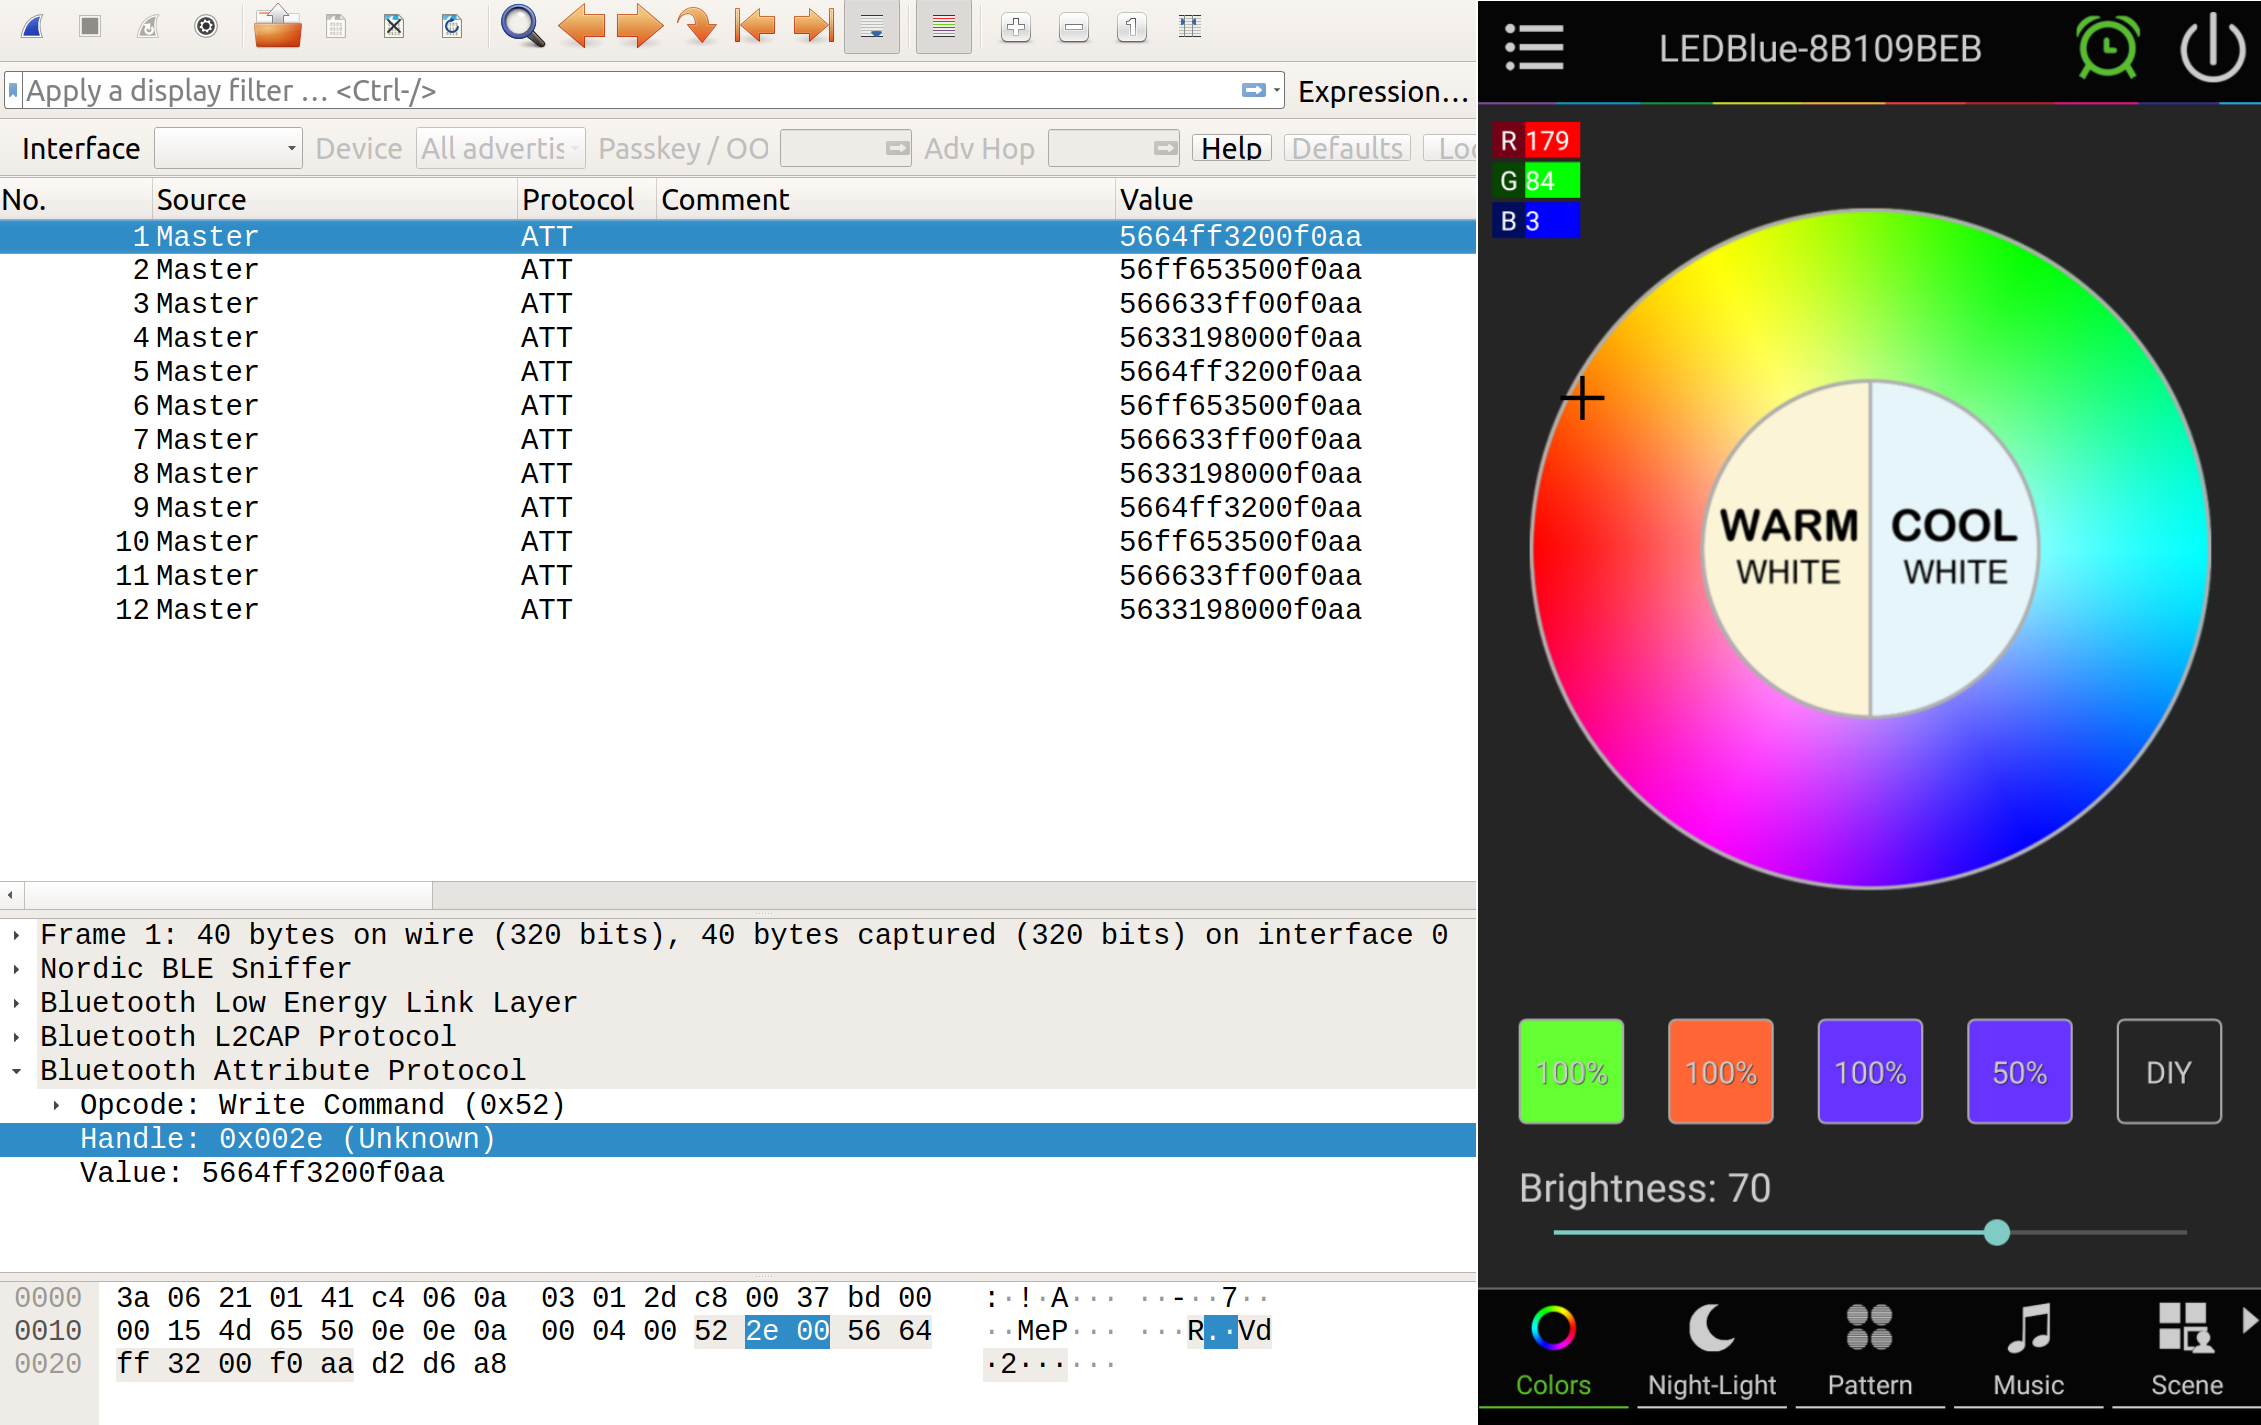 Apply a display filter … <Ctrl-/>
Expression…
Interface Device All advertis Passkey / OO Adv Hop Help Defaults Loc
No. Source Protocol Comment Value
1 Master ATT 5664ff3200f0aa
2 Master ATT 56ff653500f0aa
3 Master ATT 566633ff00f0aa
4 Master ATT 5633198000f0aa
5 Master ATT 5664ff3200f0aa
6 Master ATT 56ff653500f0aa
7 Master ATT 566633ff00f0aa
8 Master ATT 5633198000f0aa
9 Master ATT 5664ff3200f0aa
10 Master ATT 56ff653500f0aa
11 Master ATT 566633ff00f0aa
12 Master ATT 5633198000f0aa
Frame 1: 40 bytes on wire (320 bits), 40 bytes captured (320 bits) on interface 0
Nordic BLE Sniffer
Bluetooth Low Energy Link Layer
Bluetooth L2CAP Protocol
Bluetooth Attribute Protocol
Opcode: Write Command (0x52)
Handle: 0x002e (Unknown)
Value: 5664ff3200f0aa
0000 3a 06 21 01 41 c4 06 0a 03 01 2d c8 00 37 bd 00 :·!·A··· ··-··7··
0010 00 15 4d 65 50 0e 0e 0a 00 04 00 52 2e 00 56 64 ··MeP··· ···R.·Vd
0020 ff 32 00 f0 aa d2 d6 a8 ·2······
LEDBlue-8B109BEB
R 179
G 84
B 3
WARM
WHITE
COOL
WHITE
100% 100% 100% 50% DIY
Brightness: 70
Colors Night-Light Pattern Music Scene